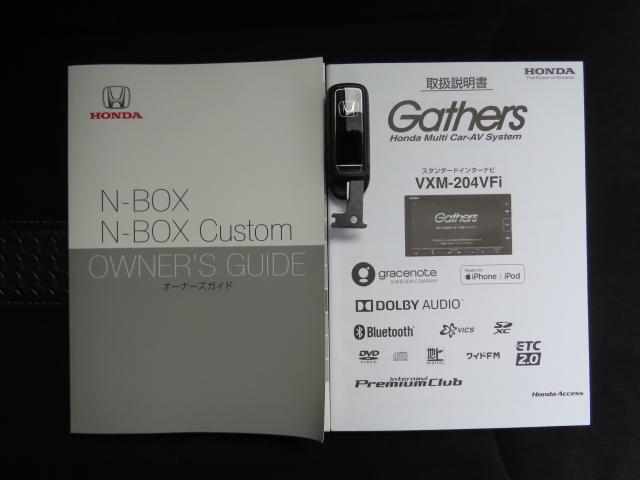 HONDA
N-BOX
N-BOX Custom
OWNER'S GUIDE
オーナーズガイド
HONDA
The Power of Dreams
取扱説明書
Gathers
Honda Multi Car-AV System
スタンダードインターナビ
VXM-204VFi
Gathers
gracenote
A NIELSEN COMPANY
Made for
iPhone | iPod
DOLBY AUDIO
Bluetooth
VICS
SD
XC
DVD
VIDEO
ワイドFM
ETC
2.0
internavi
PremiumClub
Honda Access